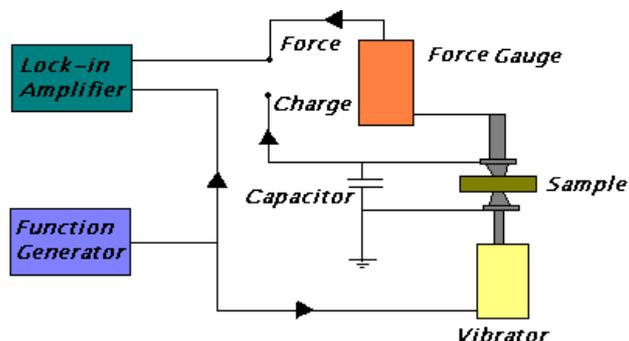 Lock-in
Amplifier
Force
Force Gauge
Charge
Capacitor
Sample
Function
Generator
Vibrator